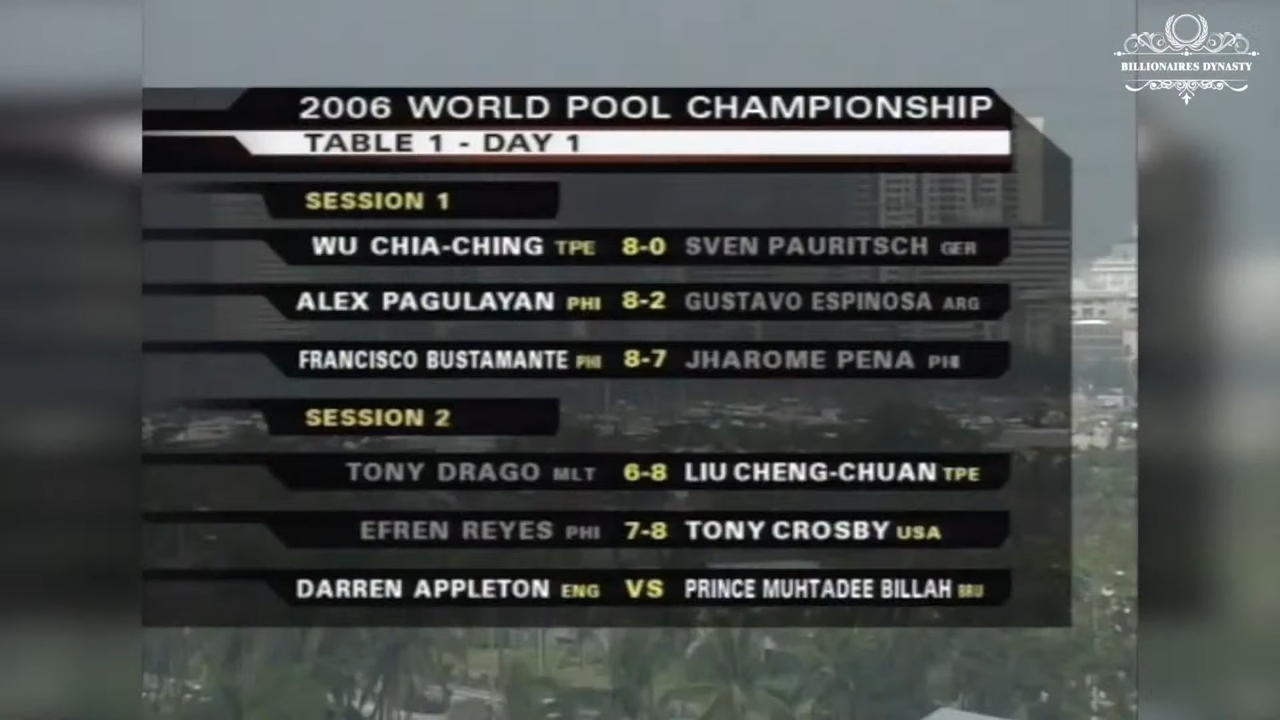 BILLIONAIRES DYNASTY
2006 WORLD POOL CHAMPIONSHIP
TABLE 1 - DAY 1
SESSION 1
WU CHIA-CHING TPE 8-0 SVEN PAURITSCH GER
ALEX PAGULAYAN PHI 8-2 GUSTAVO ESPINOSA ARG
FRANCISCO BUSTAMANTE PHI 8-7 JHAROME PENA PHI
SESSION 2
TONY DRAGO MLT 6-8 LIU CHENG-CHUAN TPE
EFREN REYES PHI 7-8 TONY CROSBY USA
DARREN APPLETON ENG VS PRINCE MUHTADEE BILLAH BRU